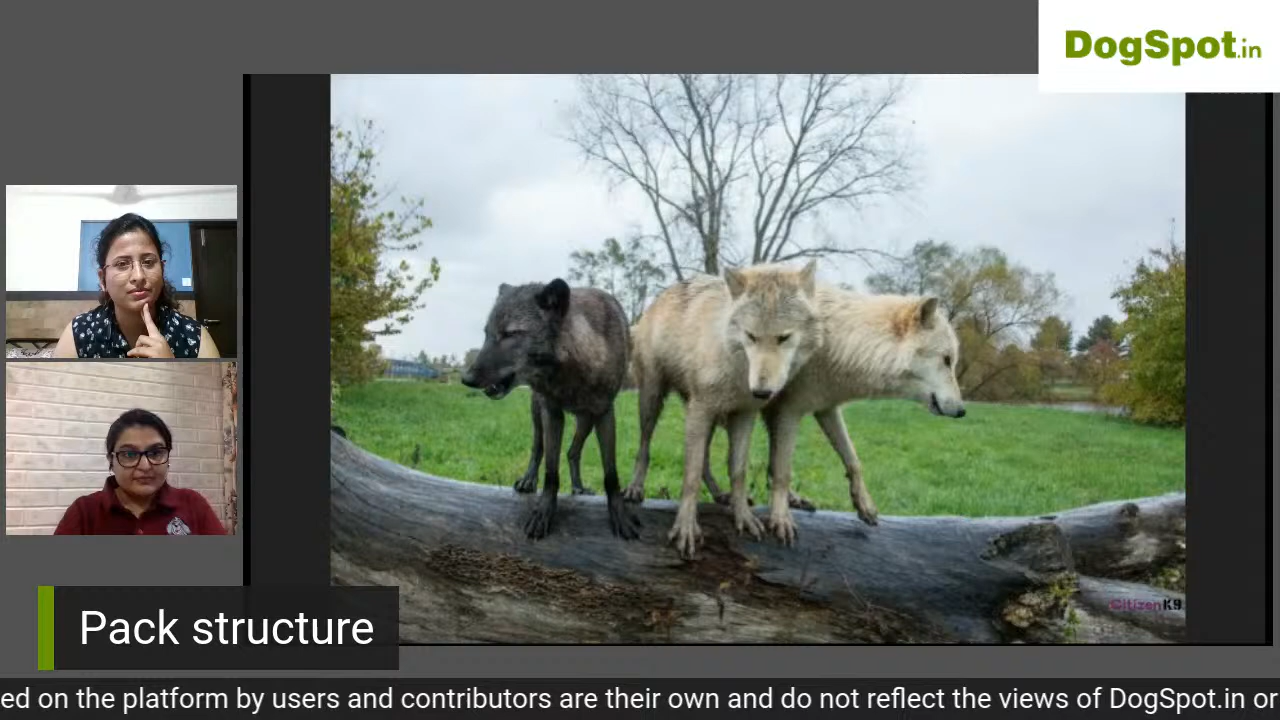 DogSpot.in
CitizenK9
Pack structure
ed on the platform by users and contributors are their own and do not reflect the views of DogSpot.in or